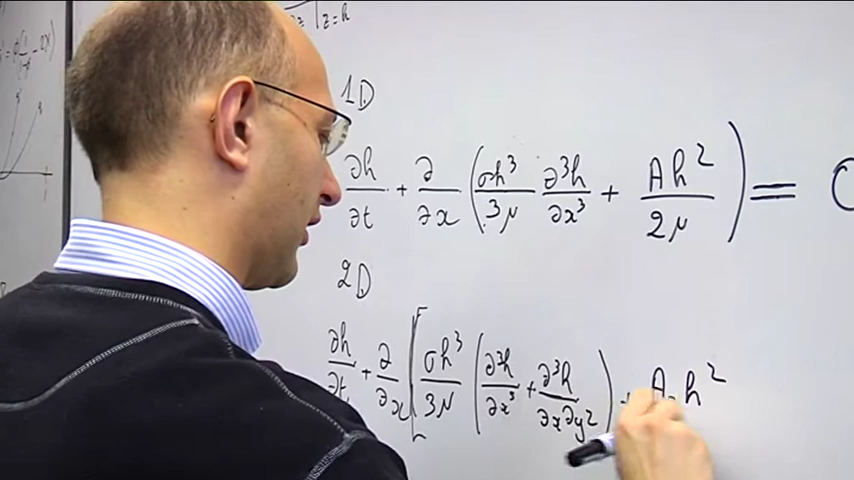 z=h
1D
∂h/∂t + ∂/∂x (σh³/3μ ∂³h/∂x³ + Ah²/2μ) = 0
2D
∂h/∂t + ∂/∂x [σh³/3μ (∂³h/∂x³ + ∂³h/∂x∂y²) + A h²